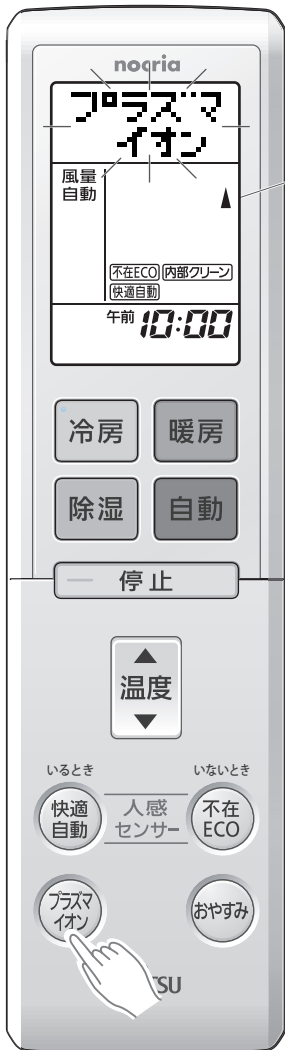 nocria
プラズマ
イオン
風量
自動
不在ECO 内部クリーン
快適自動
午前 10:00
冷房 暖房
除湿 自動
停止
温度
いるとき いないとき
快適
自動
人感
センサー
不在
ECO
プラズマ
イオン
おやすみ
TSU